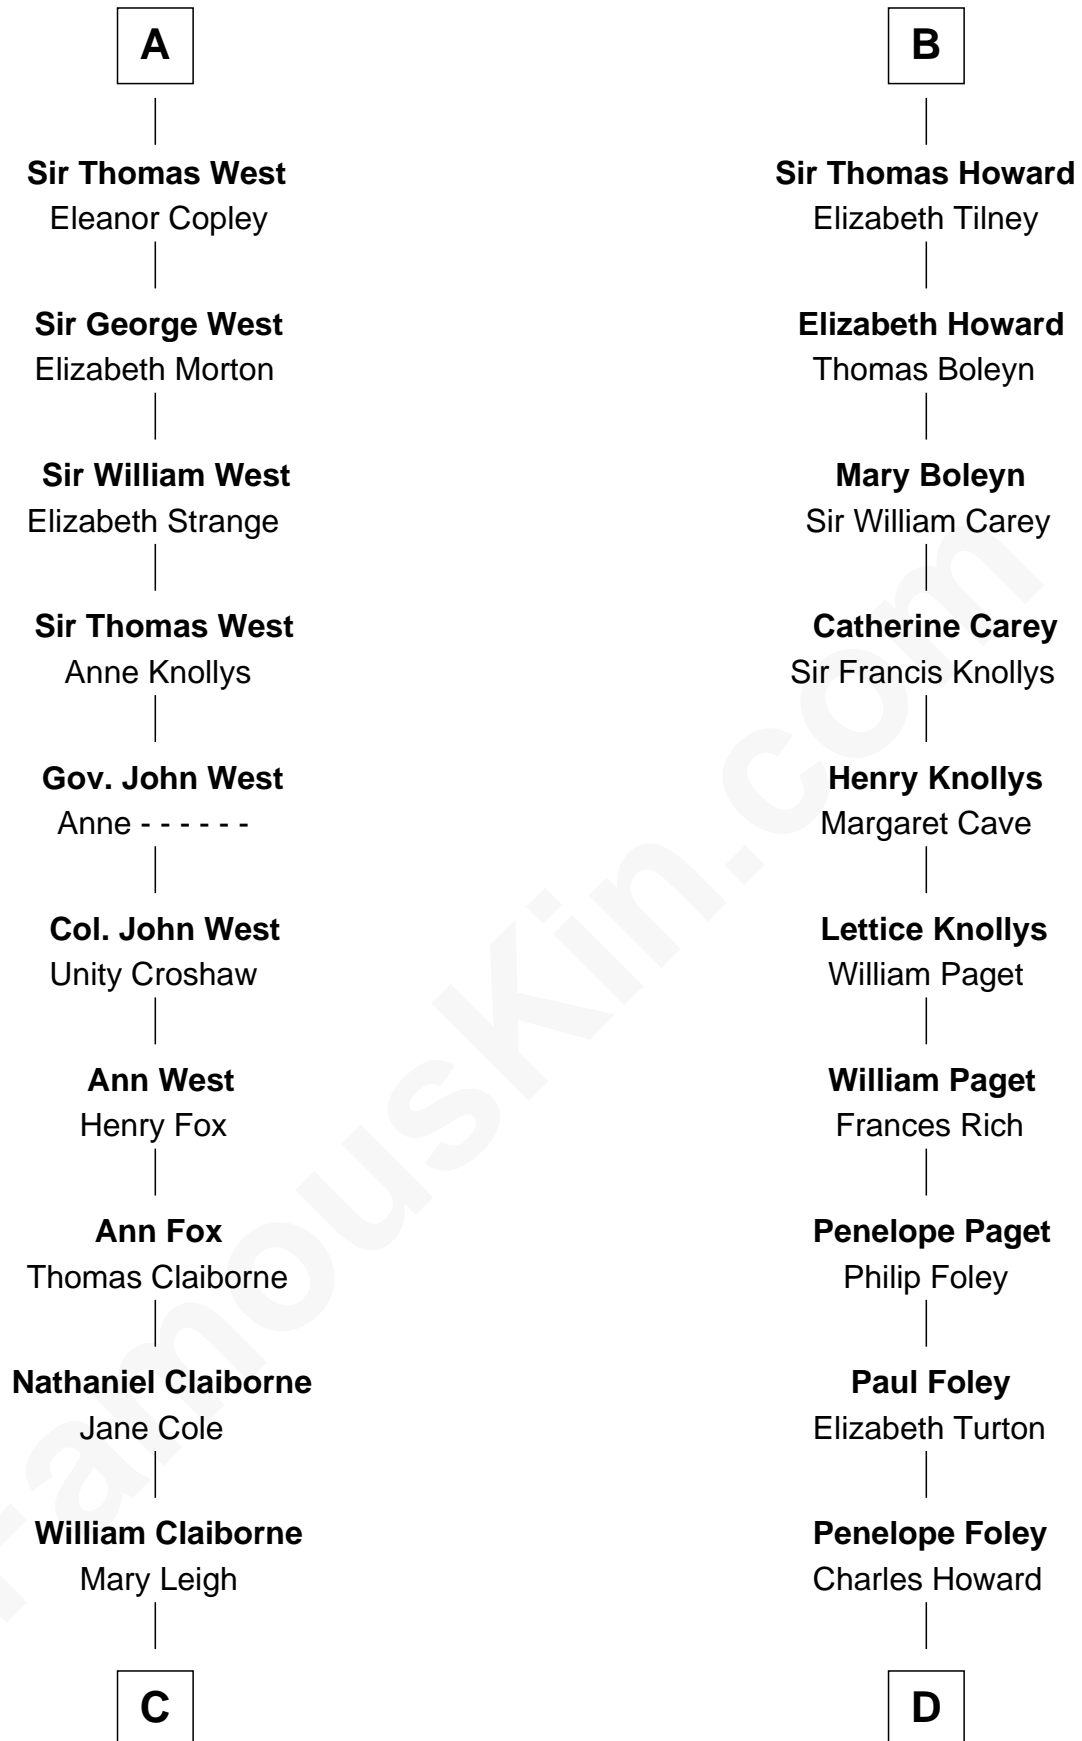 A
Sir Thomas West
Eleanor Copley
Sir George West
Elizabeth Morton
Sir William West
Elizabeth Strange
Sir Thomas West
Anne Knollys
Gov. John West
Anne - - - - - -
Col. John West
Unity Croshaw
Ann West
Henry Fox
Ann Fox
Thomas Claiborne
Nathaniel Claiborne
Jane Cole
William Claiborne
Mary Leigh
C
B
Sir Thomas Howard
Elizabeth Tilney
Elizabeth Howard
Thomas Boleyn
Mary Boleyn
Sir William Carey
Catherine Carey
Sir Francis Knollys
Henry Knollys
Margaret Cave
Lettice Knollys
William Paget
William Paget
Frances Rich
Penelope Paget
Philip Foley
Paul Foley
Elizabeth Turton
Penelope Foley
Charles Howard
D
FamousKin.com